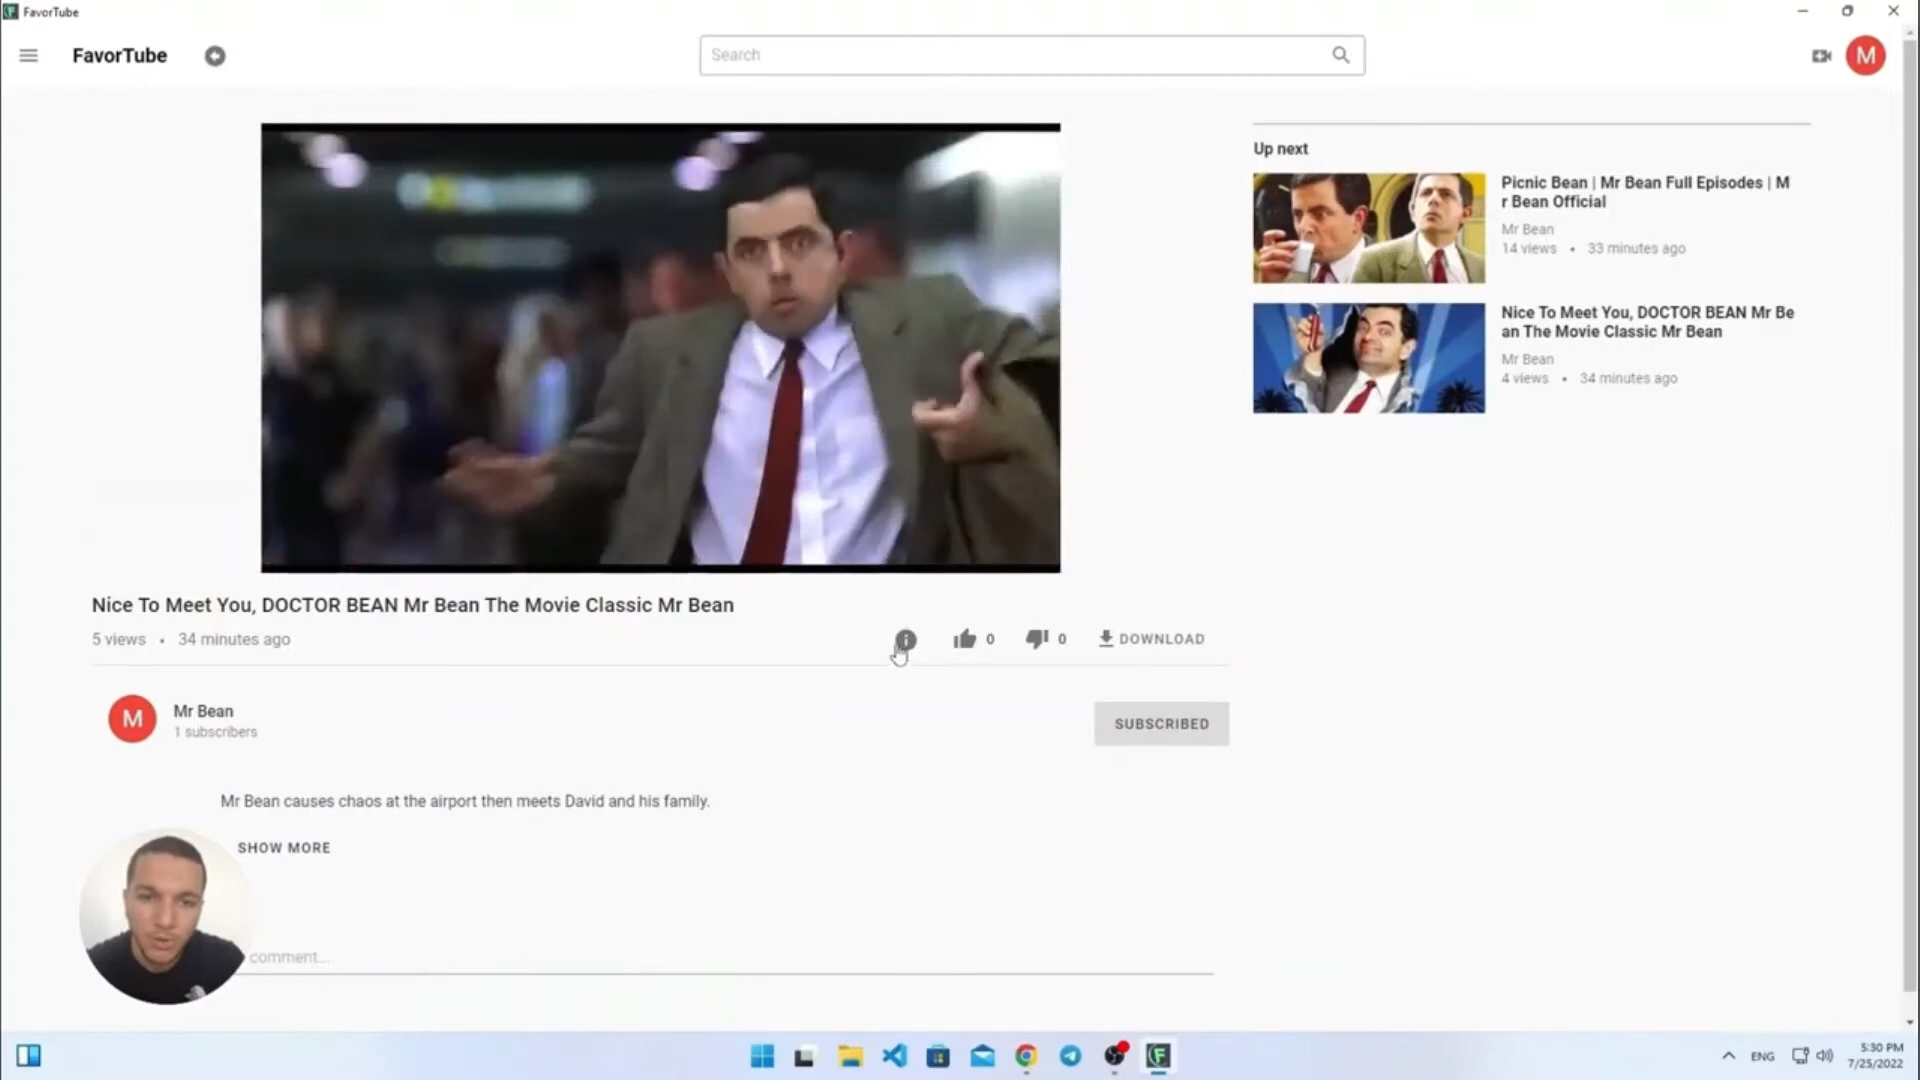 FavorTube
FavorTube
Search
M
Up next
Picnic Bean | Mr Bean Full Episodes | M
r Bean Official
Mr Bean
14 views • 33 minutes ago
Nice To Meet You, DOCTOR BEAN Mr Be
an The Movie Classic Mr Bean
Mr Bean
4 views • 34 minutes ago
Nice To Meet You, DOCTOR BEAN Mr Bean The Movie Classic Mr Bean
5 views • 34 minutes ago
0
0
DOWNLOAD
M
Mr Bean
1 subscribers
SUBSCRIBED
Mr Bean causes chaos at the airport then meets David and his family.
SHOW MORE
comment...
ENG
5:30 PM
7/25/2022